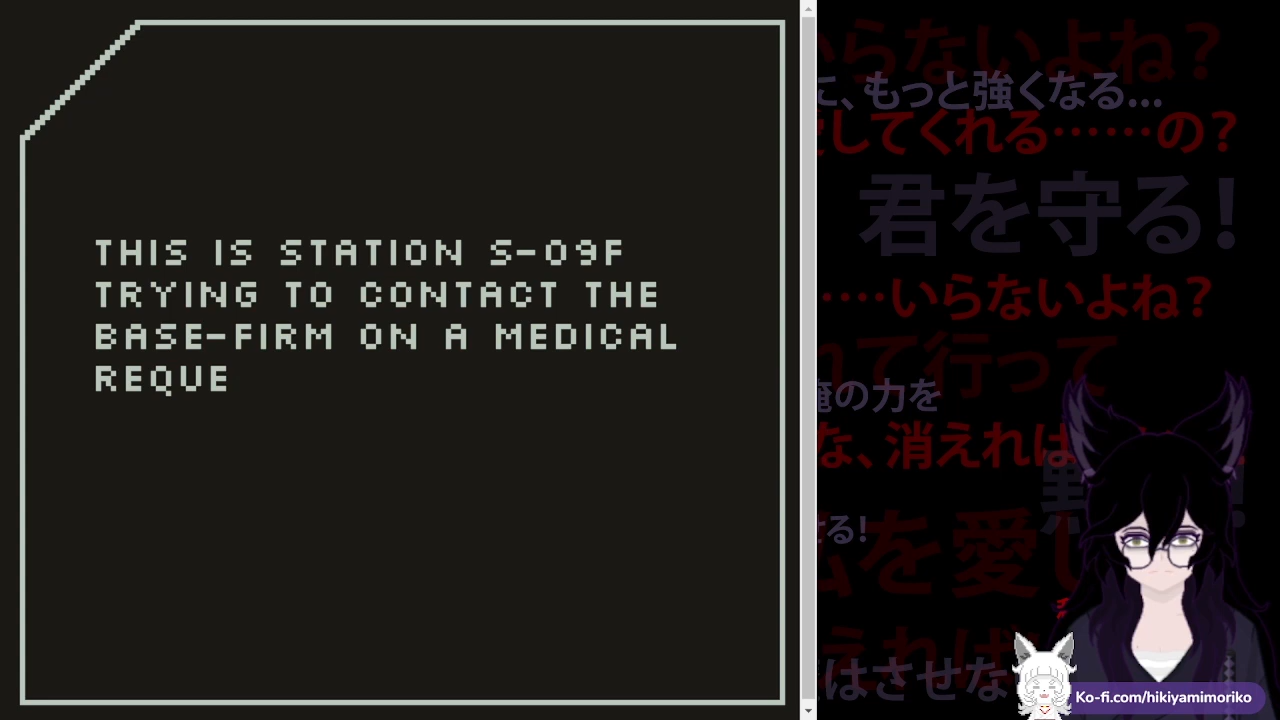 THIS IS STATION S-09F
TRYING TO CONTACT THE
BASE-FIRM ON A MEDICAL
REQUE
らないよね？
に、もっと強くなる...
してくれる……の？
君を守る!
‥‥いらないよね？
れて行って
俺の力を
な、消えれば
る!
を愛し
えれば
はさせな
Ko-fi.com/hikiyamimoriko